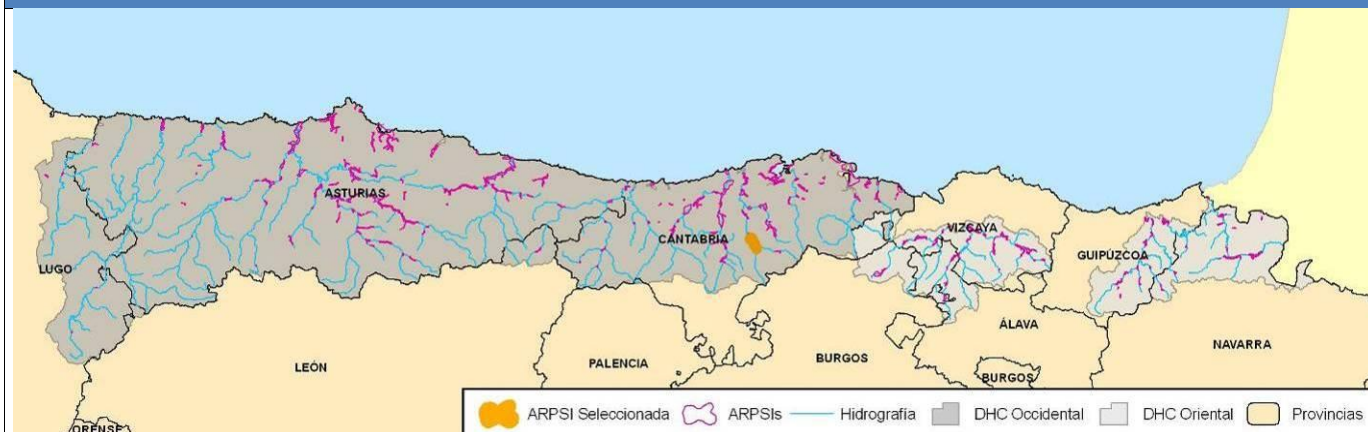 ASTURIAS
CANTABRIA
VIZCAYA
GUIPÚZCOA
LUGO
ÁLAVA
NAVARRA
LEÓN
PALENCIA
BURGOS
BURGOS
ORENSE
ARPSI Seleccionada ARPSIs Hidrografía DHC Occidental DHC Oriental Provincias